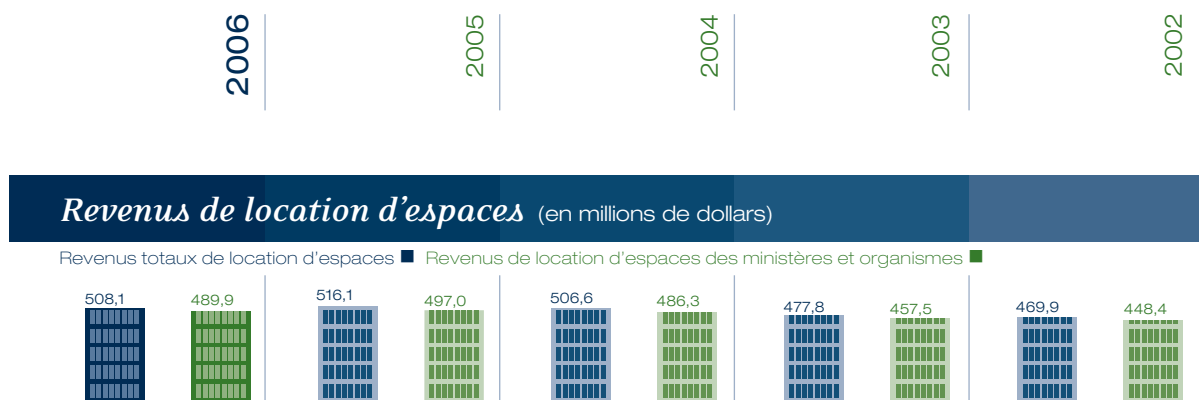 2006 2005 2004 2003 2002
Revenus de location d'espaces (en millions de dollars)
Revenus totaux de location d'espaces Revenus de location d'espaces des ministères et organismes
508,1 489,9 516,1 497,0 506,6 486,3 477,8 457,5 469,9 448,4